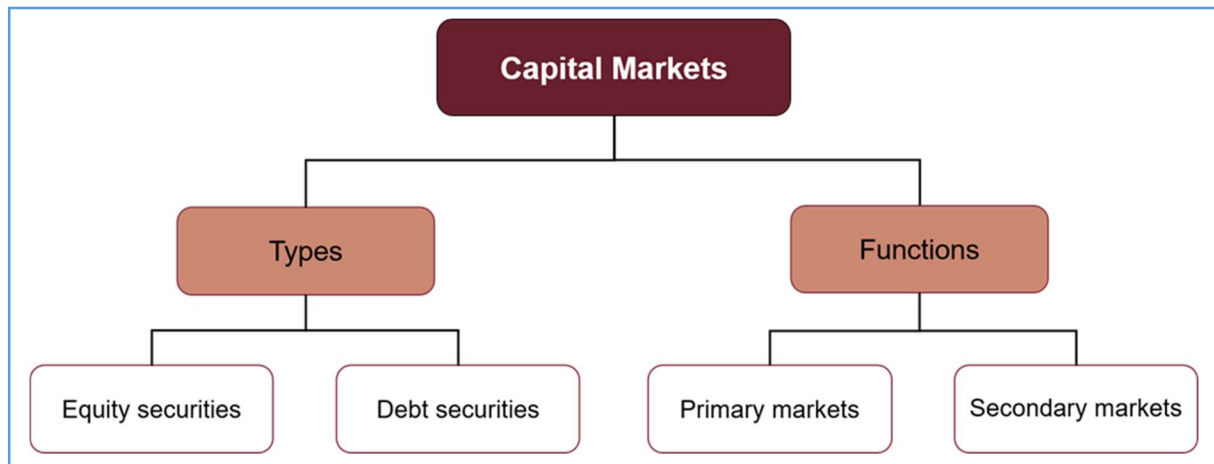 Capital Markets
Types
Functions
Equity securities
Debt securities
Primary markets
Secondary markets